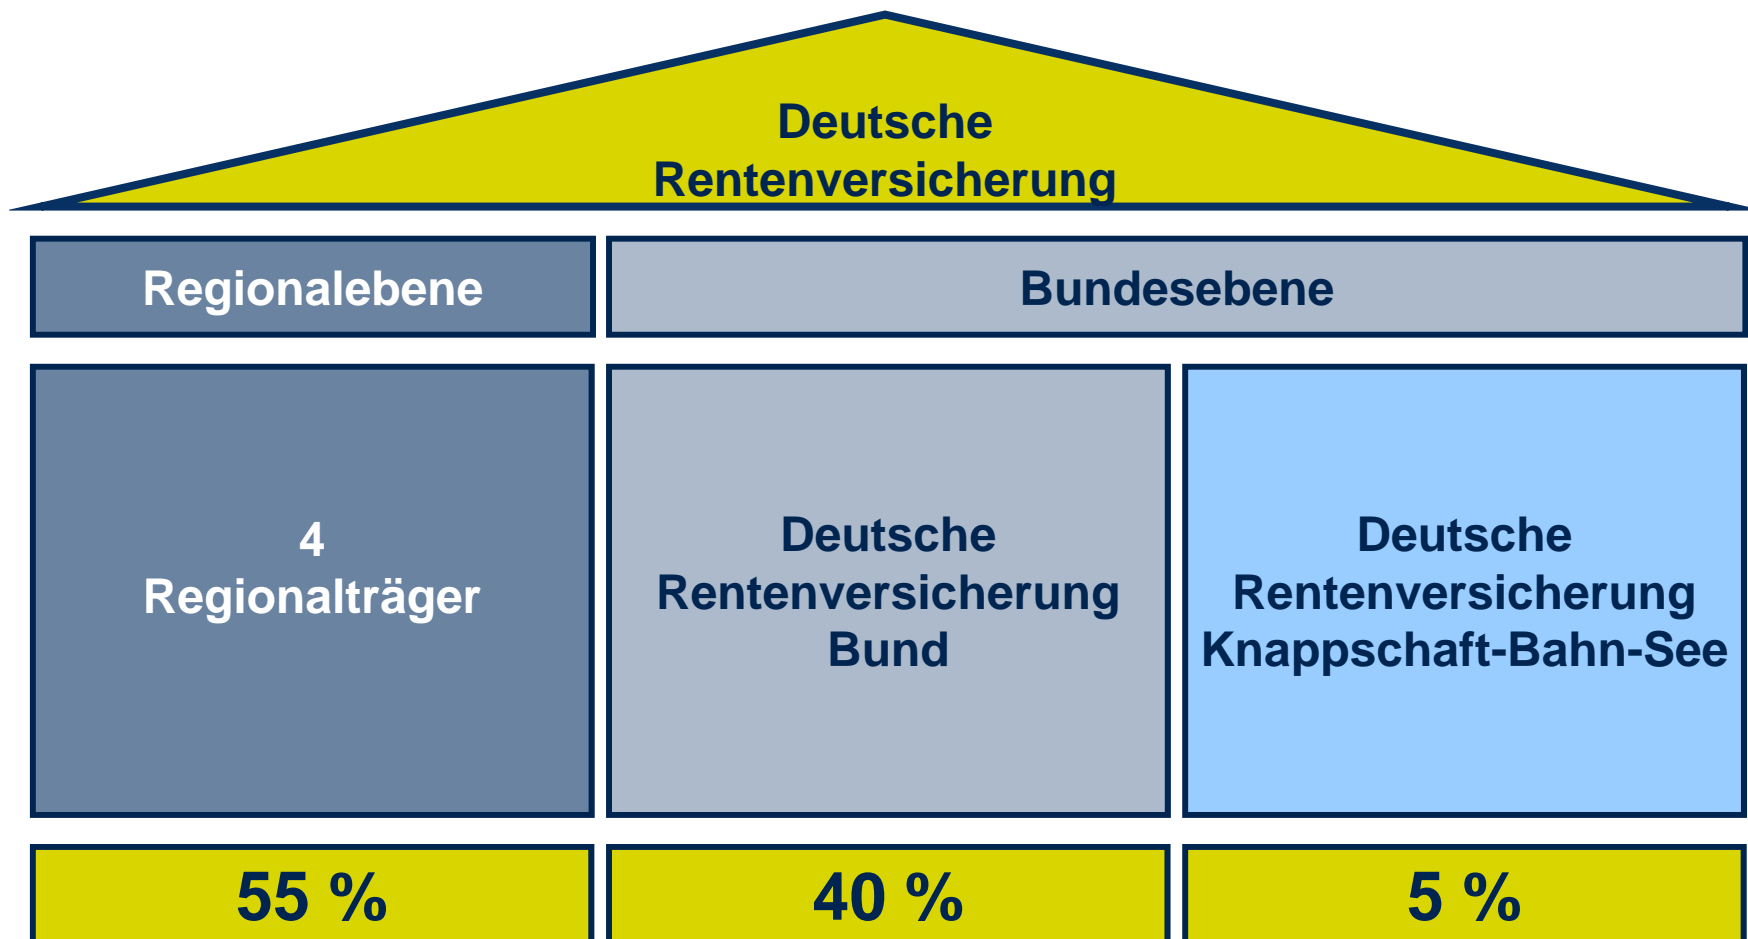 Deutsche
Rentenversicherung
Regionalebene
Bundesebene
4
Regionalträger
Deutsche
Rentenversicherung
Bund
Deutsche
Rentenversicherung
Knappschaft-Bahn-See
55 %
40 %
5 %